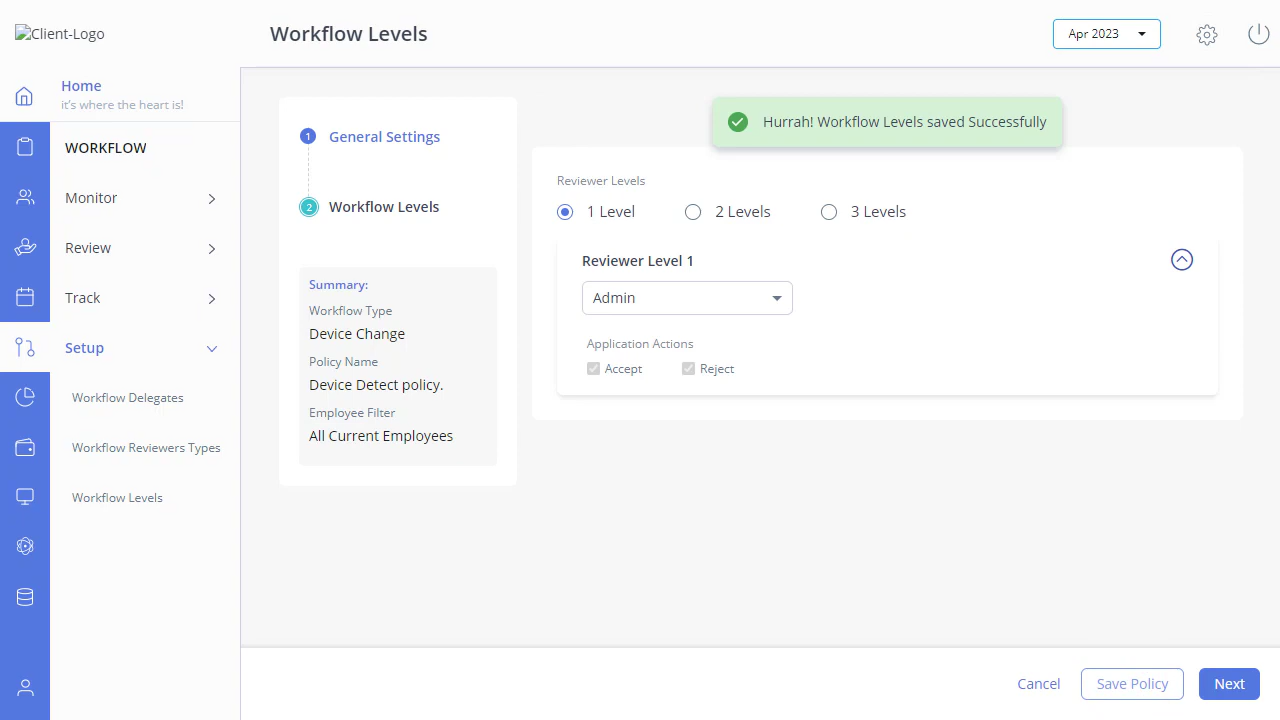 Client-Logo
Workflow Levels
Apr 2023
Home
it's where the heart is!
WORKFLOW
Monitor
Review
Track
Setup
Workflow Delegates
Workflow Reviewers Types
Workflow Levels
1 General Settings
2 Workflow Levels
Summary:
Workflow Type
Device Change
Policy Name
Device Detect policy.
Employee Filter
All Current Employees
Hurrah! Workflow Levels saved Successfully
Reviewer Levels
1 Level 2 Levels 3 Levels
Reviewer Level 1
Admin
Application Actions
Accept Reject
Cancel Save Policy Next